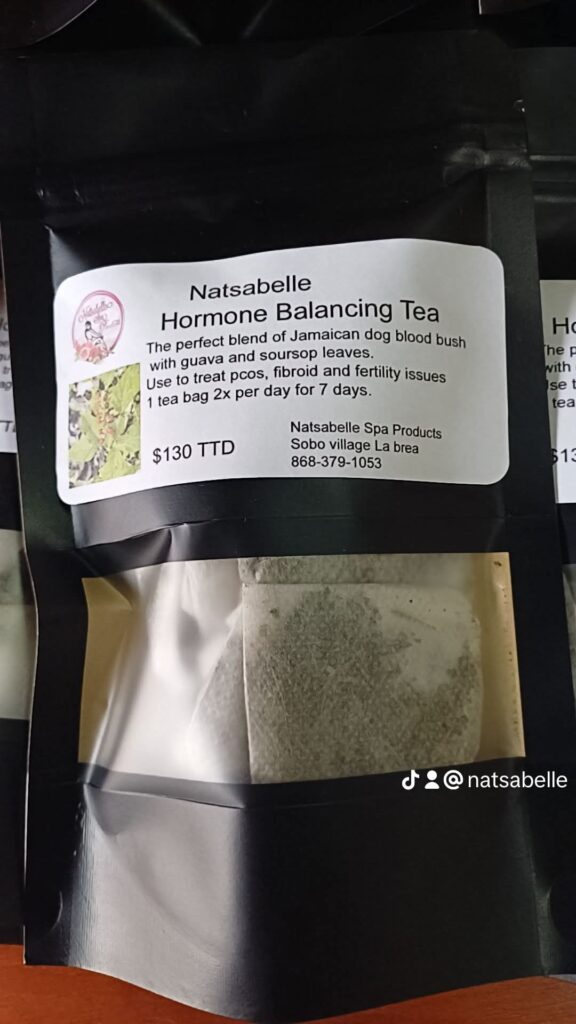 Natsabelle
Hormone Balancing Tea
The perfect blend of Jamaican dog blood bush
with guava and soursop leaves.
Use to treat pcos, fibroid and fertility issues
1 tea bag 2x per day for 7 days.
$130 TTD
Natsabelle Spa Products
Sobo village La brea
868-379-1053
@natsabelle